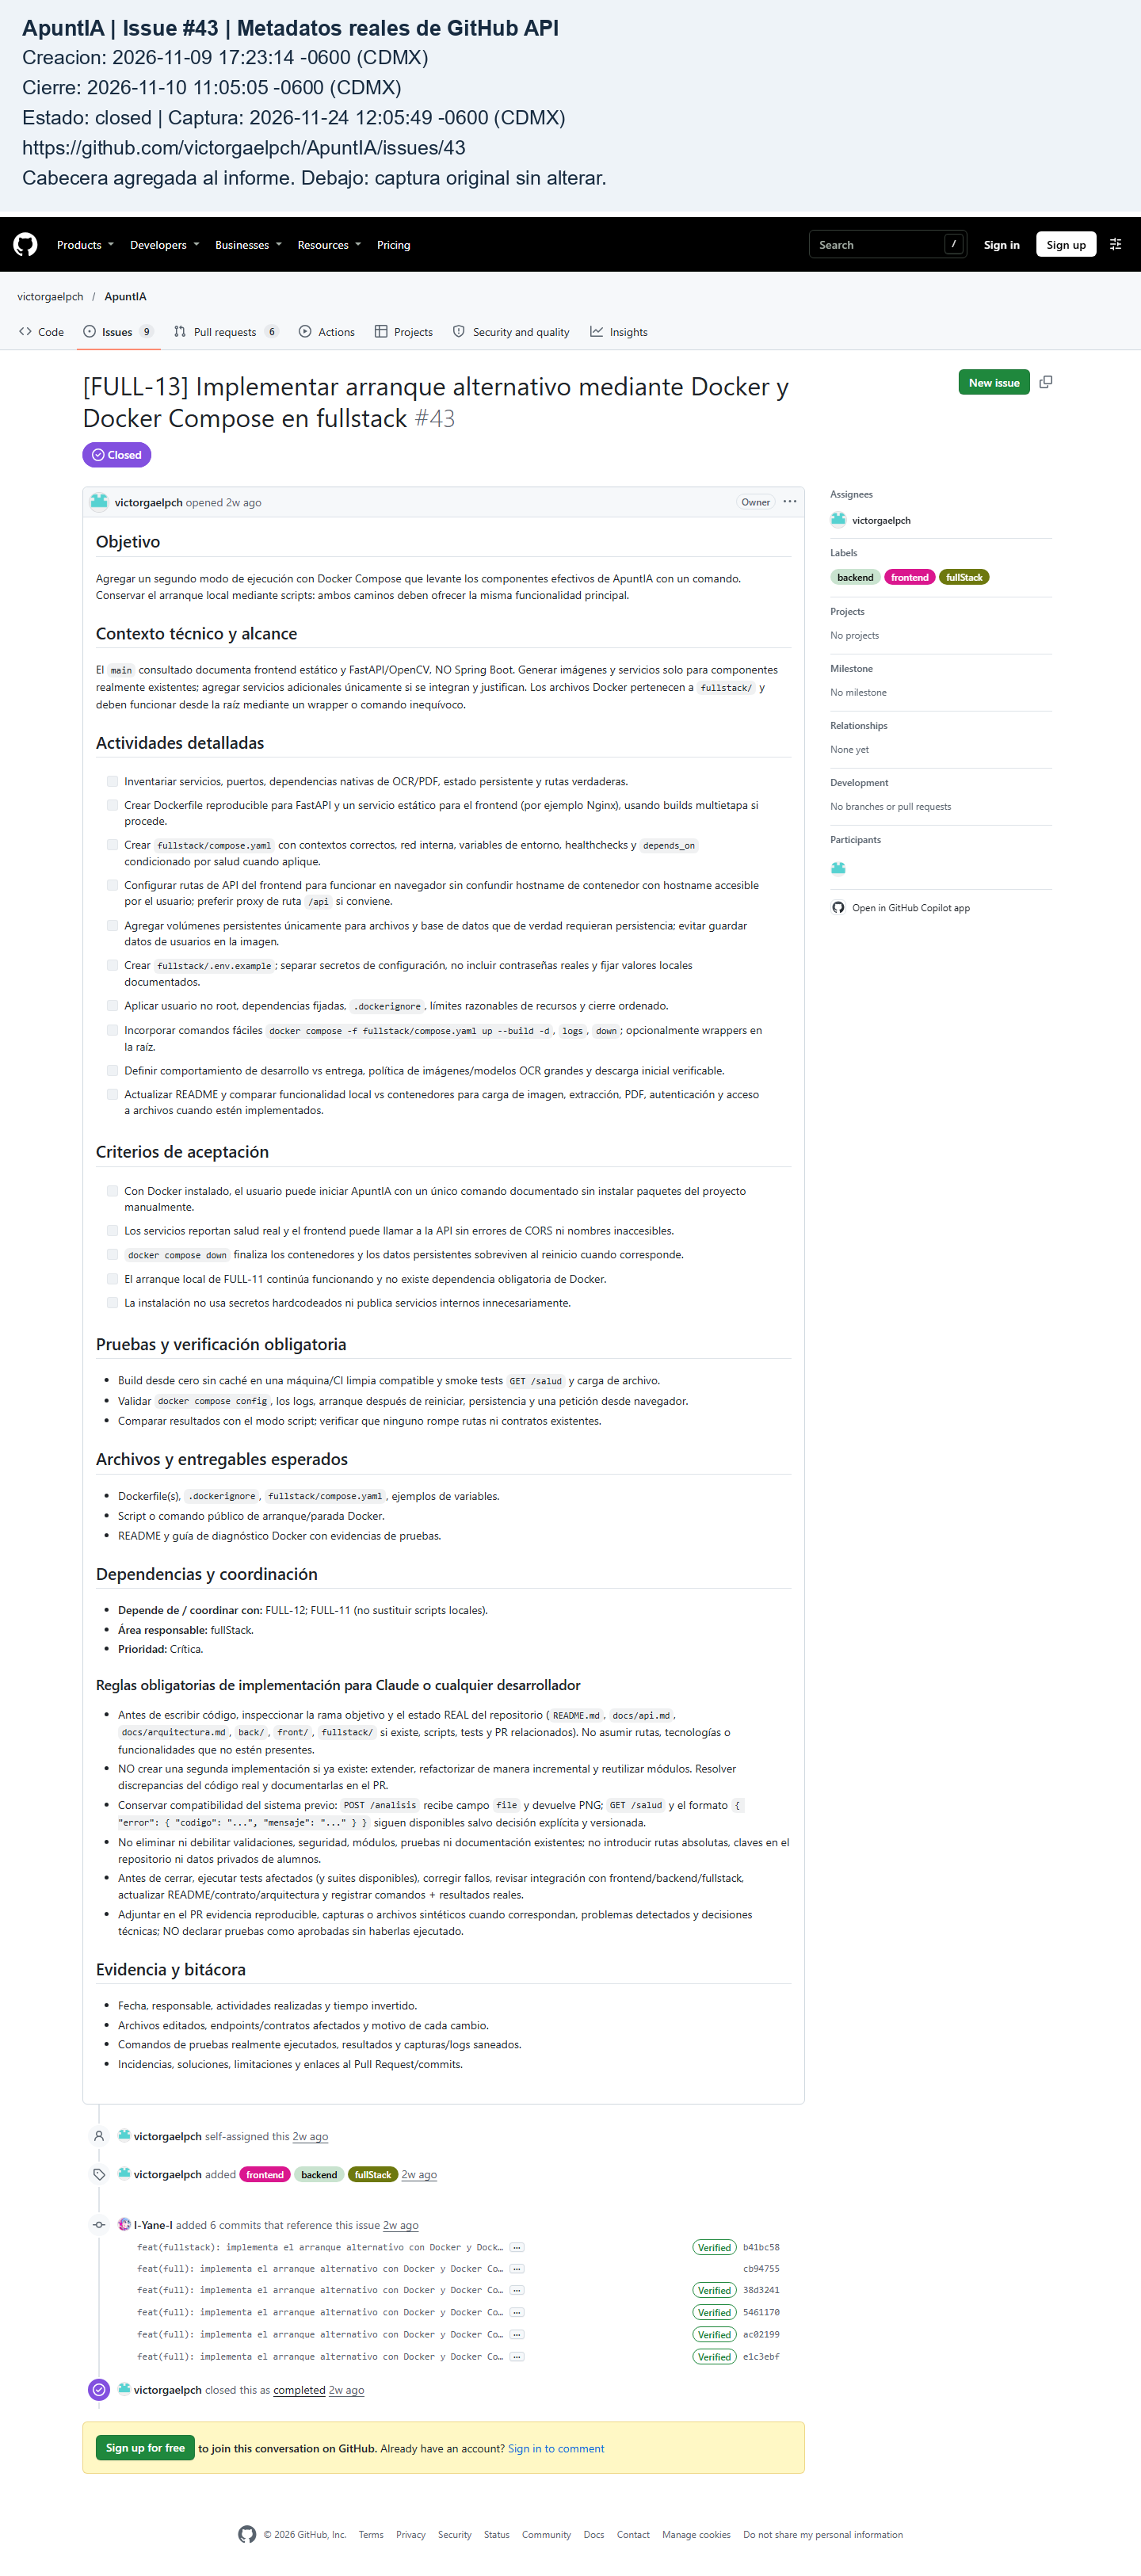 ApuntIA | Issue #43 | Metadatos reales de GitHub API
Creacion: 2026-11-09 17:23:14 -0600 (CDMX)
Cierre: 2026-11-10 11:05:05 -0600 (CDMX)
Estado: closed | Captura: 2026-11-24 12:05:49 -0600 (CDMX)
https://github.com/victorgaelpch/ApuntIA/issues/43
Cabecera agregada al informe. Debajo: captura original sin alterar.
Products Developers Businesses Resources Pricing Search / Sign in Sign up
victorgaelpch / ApuntIA
Code Issues 9 Pull requests 6 Actions Projects Security and quality Insights
[FULL-13] Implementar arranque alternativo mediante Docker y
Docker Compose en fullstack #43
New issue
Closed
victorgaelpch opened 2w ago Owner
Objetivo
Agregar un segundo modo de ejecución con Docker Compose que levante los componentes efectivos de ApuntIA con un comando.
Conservar el arranque local mediante scripts: ambos caminos deben ofrecer la misma funcionalidad principal.
Contexto técnico y alcance
El main consultado documenta frontend estático y FastAPI/OpenCV, NO Spring Boot. Generar imágenes y servicios solo para componentes
realmente existentes; agregar servicios adicionales únicamente si se integran y justifican. Los archivos Docker pertenecen a fullstack/ y
deben funcionar desde la raíz mediante un wrapper o comando inequívoco.
Actividades detalladas
Inventariar servicios, puertos, dependencias nativas de OCR/PDF, estado persistente y rutas verdaderas.
Crear Dockerfile reproducible para FastAPI y un servicio estático para el frontend (por ejemplo Nginx), usando builds multietapa si
procede.
Crear fullstack/compose.yaml con contextos correctos, red interna, variables de entorno, healthchecks y depends_on
condicionado por salud cuando aplique.
Configurar rutas de API del frontend para funcionar en navegador sin confundir hostname de contenedor con hostname accesible
por el usuario; preferir proxy de ruta /api si conviene.
Agregar volúmenes persistentes únicamente para archivos y base de datos que de verdad requieran persistencia; evitar guardar
datos de usuarios en la imagen.
Crear fullstack/.env.example; separar secretos de configuración, no incluir contraseñas reales y fijar valores locales
documentados.
Aplicar usuario no root, dependencias fijadas, .dockerignore, límites razonables de recursos y cierre ordenado.
Incorporar comandos fáciles docker compose -f fullstack/compose.yaml up --build -d, logs, down; opcionalmente wrappers en
la raíz.
Definir comportamiento de desarrollo vs entrega, política de imágenes/modelos OCR grandes y descarga inicial verificable.
Actualizar README y comparar funcionalidad local vs contenedores para carga de imagen, extracción, PDF, autenticación y acceso
a archivos cuando estén implementados.
Criterios de aceptación
Con Docker instalado, el usuario puede iniciar ApuntIA con un único comando documentado sin instalar paquetes del proyecto
manualmente.
Los servicios reportan salud real y el frontend puede llamar a la API sin errores de CORS ni nombres inaccesibles.
docker compose down finaliza los contenedores y los datos persistentes sobreviven al reinicio cuando corresponde.
El arranque local de FULL-11 continúa funcionando y no existe dependencia obligatoria de Docker.
La instalación no usa secretos hardcodeados ni publica servicios internos innecesariamente.
Pruebas y verificación obligatoria
• Build desde cero sin caché en una máquina/CI limpia compatible y smoke tests GET /salud y carga de archivo.
• Validar docker compose config, los logs, arranque después de reiniciar, persistencia y una petición desde navegador.
• Comparar resultados con el modo script; verificar que ninguno rompe rutas ni contratos existentes.
Archivos y entregables esperados
• Dockerfile(s), .dockerignore, fullstack/compose.yaml, ejemplos de variables.
• Script o comando público de arranque/parada Docker.
• README y guía de diagnóstico Docker con evidencias de pruebas.
Dependencias y coordinación
• Depende de / coordinar con: FULL-12; FULL-11 (no sustituir scripts locales).
• Área responsable: fullStack.
• Prioridad: Crítica.
Reglas obligatorias de implementación para Claude o cualquier desarrollador
• Antes de escribir código, inspeccionar la rama objetivo y el estado REAL del repositorio ( README.md, docs/api.md,
docs/arquitectura.md, back/, front/, fullstack/ si existe, scripts, tests y PR relacionados). No asumir rutas, tecnologías o
funcionalidades que no estén presentes.
• NO crear una segunda implementación si ya existe: extender, refactorizar de manera incremental y reutilizar módulos. Resolver
discrepancias del código real y documentarlas en el PR.
• Conservar compatibilidad del sistema previo: POST /analisis recibe campo file y devuelve PNG; GET /salud y el formato {
"error": { "codigo": "...", "mensaje": "..." } } siguen disponibles salvo decisión explícita y versionada.
• No eliminar ni debilitar validaciones, seguridad, módulos, pruebas ni documentación existentes; no introducir rutas absolutas, claves en el
repositorio ni datos privados de alumnos.
• Antes de cerrar, ejecutar tests afectados (y suites disponibles), corregir fallos, revisar integración con frontend/backend/fullstack,
actualizar README/contrato/arquitectura y registrar comandos + resultados reales.
• Adjuntar en el PR evidencia reproducible, capturas o archivos sintéticos cuando correspondan, problemas detectados y decisiones
técnicas; NO declarar pruebas como aprobadas sin haberlas ejecutado.
Evidencia y bitácora
• Fecha, responsable, actividades realizadas y tiempo invertido.
• Archivos editados, endpoints/contratos afectados y motivo de cada cambio.
• Comandos de pruebas realmente ejecutados, resultados y capturas/logs saneados.
• Incidencias, soluciones, limitaciones y enlaces al Pull Request/commits.
Assignees
victorgaelpch
Labels
backend frontend fullStack
Projects
No projects
Milestone
No milestone
Relationships
None yet
Development
No branches or pull requests
Participants
Open in GitHub Copilot app
victorgaelpch self-assigned this 2w ago
victorgaelpch added frontend backend fullStack 2w ago
I-Yane-I added 6 commits that reference this issue 2w ago
feat(fullstack): implementa el arranque alternativo con Docker y Dock… ... Verified b41bc58
feat(full): implementa el arranque alternativo con Docker y Docker Co… ... cb94755
feat(full): implementa el arranque alternativo con Docker y Docker Co… ... Verified 38d3241
feat(full): implementa el arranque alternativo con Docker y Docker Co… ... Verified 5461170
feat(full): implementa el arranque alternativo con Docker y Docker Co… ... Verified ac02199
feat(full): implementa el arranque alternativo con Docker y Docker Co… ... Verified e1c3ebf
victorgaelpch closed this as completed 2w ago
Sign up for free to join this conversation on GitHub. Already have an account? Sign in to comment
© 2026 GitHub, Inc. Terms Privacy Security Status Community Docs Contact Manage cookies Do not share my personal information